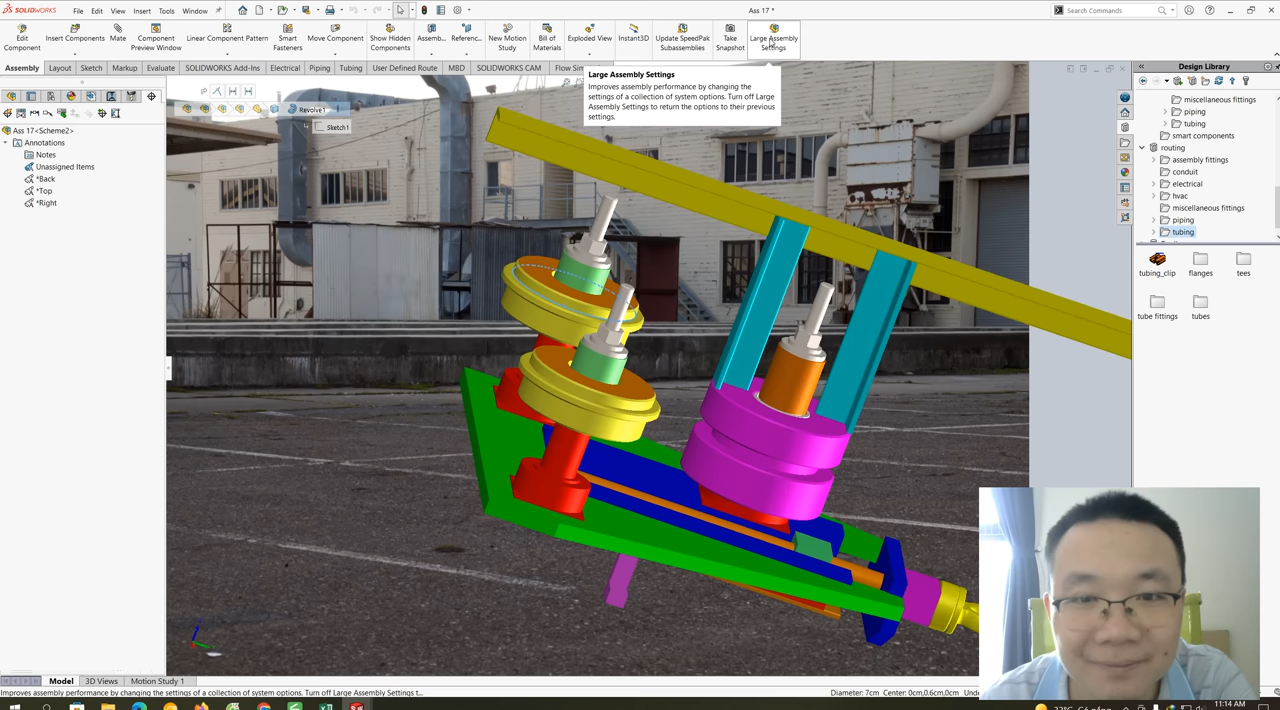 SOLIDWORKS File Edit View Insert Tools Window Ass 17 * Search Commands
Edit Component
Insert Components
Mate
Component Preview Window
Linear Component Pattern
Smart Fasteners
Move Component
Show Hidden Components
Assemb...
Referenc...
New Motion Study
Bill of Materials
Exploded View
Instant3D
Update SpeedPak Subassemblies
Take Snapshot
Large Assembly Settings
Assembly Layout Sketch Markup Evaluate SOLIDWORKS Add-Ins Electrical Piping Tubing User Defined Route MBD SOLIDWORKS CAM Flow Sim
Large Assembly Settings
Improves assembly performance by changing the
settings of a collection of system options. Turn off Large
Assembly Settings to return the options to their previous
settings.
Revolve1
Sketch1
Ass 17 <Scheme2>
Annotations
Notes
Unassigned Items
*Back
*Top
*Right
Design Library
miscellaneous fittings
piping
tubing
smart components
routing
assembly fittings
conduit
electrical
hvac
miscellaneous fittings
piping
tubing
tubing_clip flanges tees
tube fittings tubes
Model 3D Views Motion Study 1
Improves assembly performance by changing the settings of a collection of system options. Turn off Large Assembly Settings t...
Diameter: 7cm Center: 0cm,0.6cm,0cm
11:14 AM